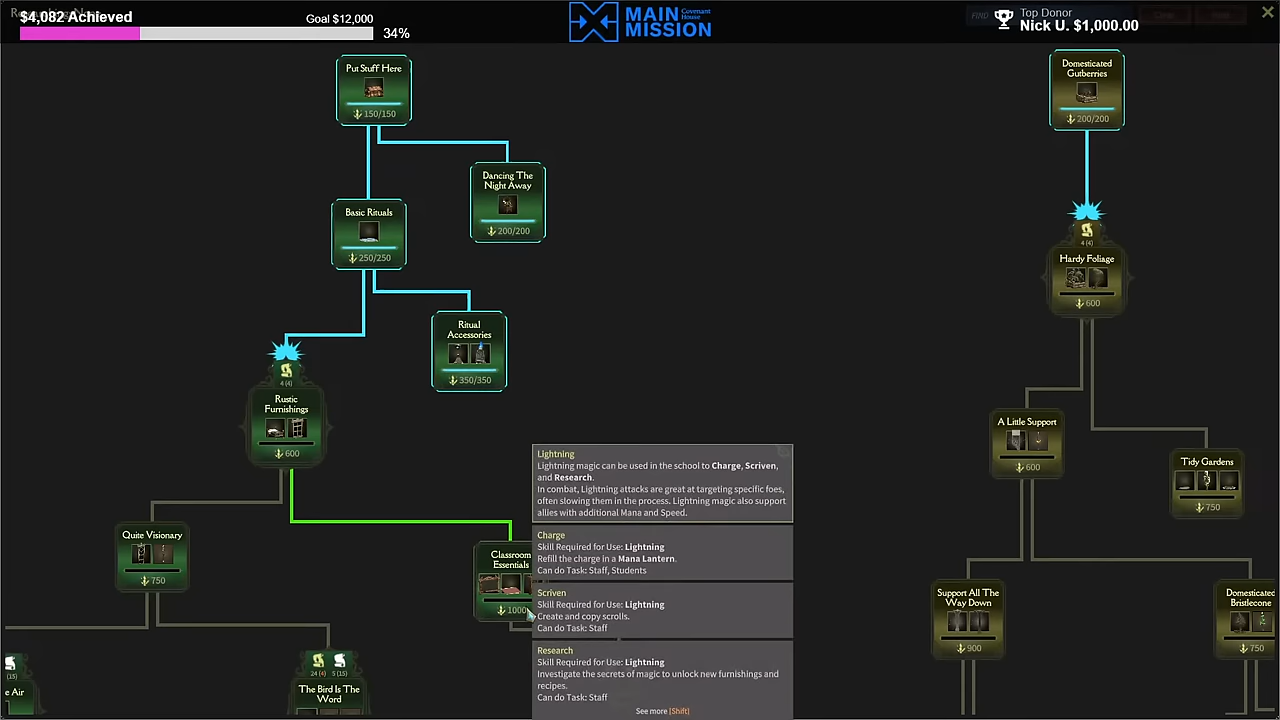 $4,082 Achieved
Goal $12,000
34%
MAIN
MISSION
Covenant
House
FIND
Top Donor
Nick U. $1,000.00
Put Stuff Here
150/150
Domesticated
Gutberries
200/200
Dancing The
Night Away
200/200
Basic Rituals
250/250
4 (4)
Hardy Foliage
600
Ritual
Accessories
350/350
4 (4)
Rustic
Furnishings
600
A Little Support
600
Tidy Gardens
750
Lightning
Lightning magic can be used in the school to Charge, Scriven,
and Research.
In combat, Lightning attacks are great at targeting specific foes,
often slowing them in the process. Lightning magic also support
allies with additional Mana and Speed.
Quite Visionary
750
Classroom
Essentials
1000
Charge
Skill Required for Use: Lightning
Refill the charge in a Mana Lantern.
Can do Task: Staff, Students
Scriven
Skill Required for Use: Lightning
Create and copy scrolls.
Can do Task: Staff
Research
Skill Required for Use: Lightning
Investigate the secrets of magic to unlock new furnishings and
recipes.
Can do Task: Staff
See more [Shift]
Support All The
Way Down
900
Domesticated
Bristlecone
750
(15)
e Air
24 (4) 5 (15)
The Bird Is The
Word